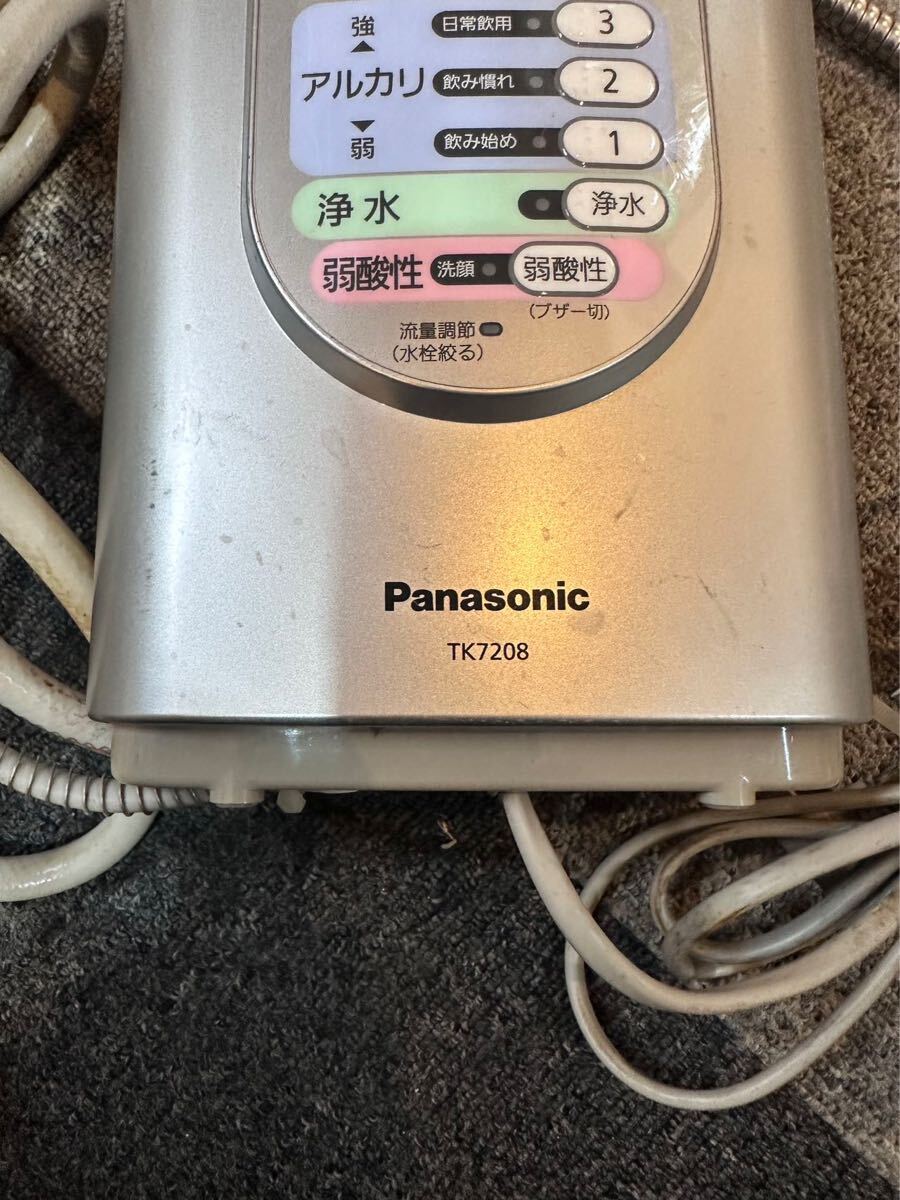 強
▲
日常飲用 3
アルカリ 飲み慣れ 2
▼
弱
飲み始め 1
浄水 浄水
弱酸性 洗顔 弱酸性
(ブザー切)
流量調節
(水栓絞る)
Panasonic
TK7208